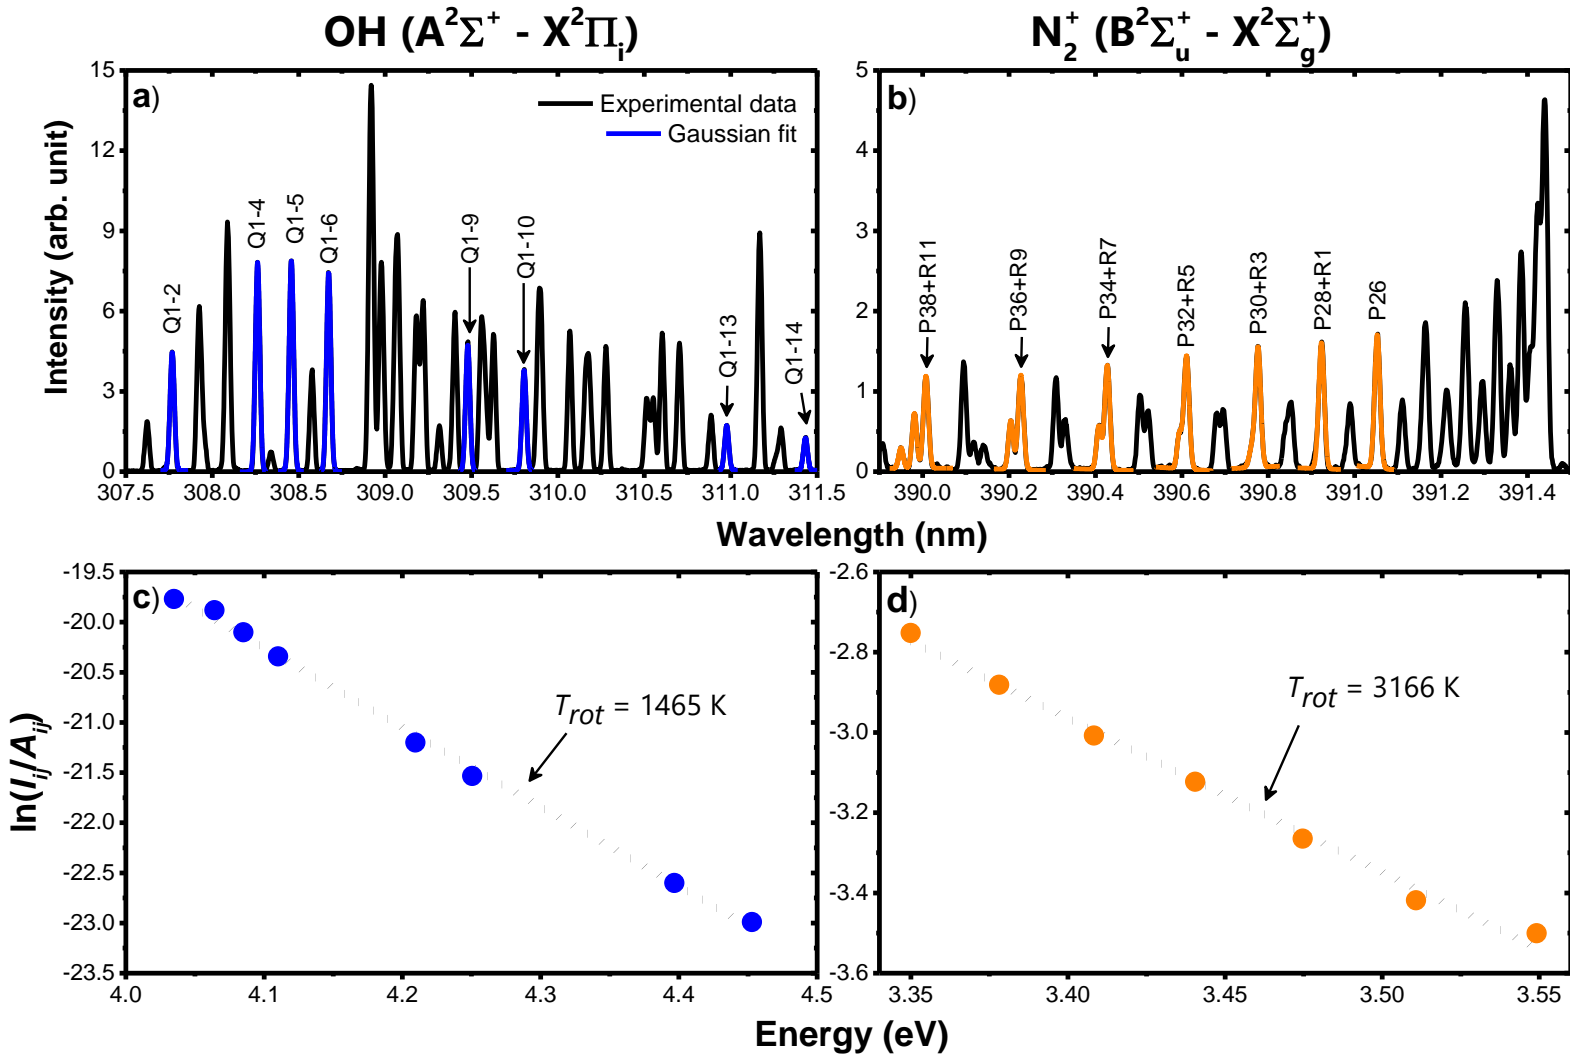 OH (A²Σ⁺ - X²Πᵢ)
N₂⁺ (B²Σᵤ⁺ - X²Σg⁺)
a)
Experimental data
Gaussian fit
Q1-2
Q1-4
Q1-5
Q1-6
Q1-9
Q1-10
Q1-13
Q1-14
Intensity (arb. unit)
15
12
9
6
3
0
307.5 308.0 308.5 309.0 309.5 310.0 310.5 311.0 311.5
b)
P38+R11
P36+R9
P34+R7
P32+R5
P30+R3
P28+R1
P26
5
4
3
2
1
0
390.0 390.2 390.4 390.6 390.8 391.0 391.2 391.4
Wavelength (nm)
c)
T_rot = 1465 K
ln(I_ij/A_ij)
-19.5
-20.0
-20.5
-21.0
-21.5
-22.0
-22.5
-23.0
-23.5
4.0 4.1 4.2 4.3 4.4 4.5
d)
T_rot = 3166 K
-2.6
-2.8
-3.0
-3.2
-3.4
-3.6
3.35 3.40 3.45 3.50 3.55
Energy (eV)